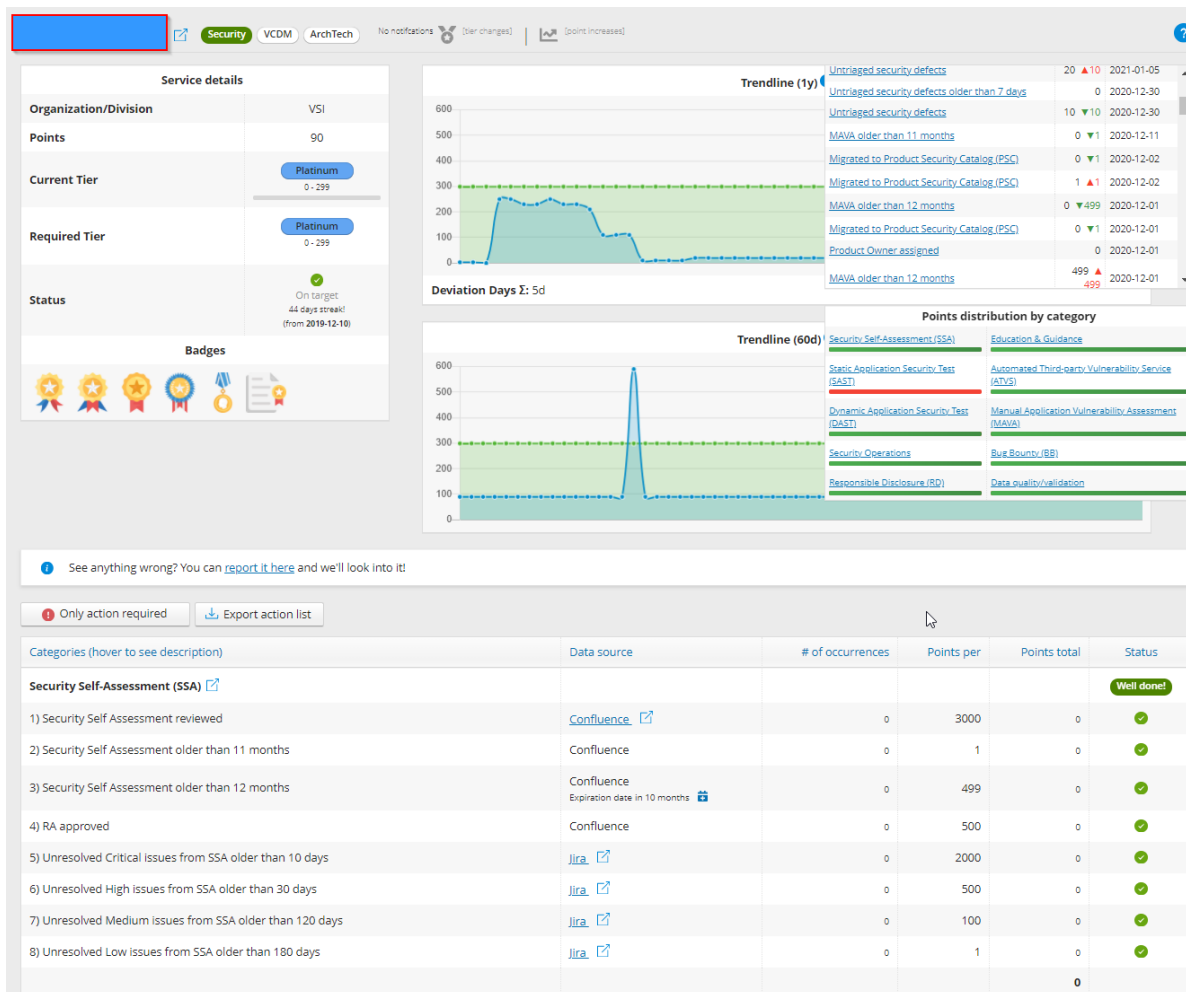 Security VCDM ArchTech No notifcations [tier changes] [point increases] ?
Service details
Organization/Division VSI
Points 90
Current Tier Platinum
0 - 299
Required Tier Platinum
0 - 299
Status On target
44 days streak!
(from 2019-12-10)
Badges
Trendline (1y)
600
500
400
300
200
100
0
Deviation Days Σ: 5d
Untriaged security defects 20 ▲10 2021-01-05
Untriaged security defects older than 7 days 0 2020-12-30
Untriaged security defects 10 ▼10 2020-12-30
MAVA older than 11 months 0 ▼1 2020-12-11
Migrated to Product Security Catalog (PSC) 0 ▼1 2020-12-02
Migrated to Product Security Catalog (PSC) 1 ▲1 2020-12-02
MAVA older than 12 months 0 ▼499 2020-12-01
Migrated to Product Security Catalog (PSC) 0 ▼1 2020-12-01
Product Owner assigned 0 2020-12-01
MAVA older than 12 months 499 ▲ 2020-12-01
499
Trendline (60d)
600
500
400
300
200
100
0
Points distribution by category
Security Self-Assessment (SSA) Education & Guidance
Static Application Security Test Automated Third-party Vulnerability Service
(SAST) (ATVS)
Dynamic Application Security Test Manual Application Vulnerability Assessment
(DAST) (MAVA)
Security Operations Bug Bounty (BB)
Responsible Disclosure (RD) Data quality/validation
See anything wrong? You can report it here and we'll look into it!
Only action required Export action list
Categories (hover to see description) Data source # of occurrences Points per Points total Status
Security Self-Assessment (SSA) Well done!
1) Security Self Assessment reviewed Confluence 0 3000 0
2) Security Self Assessment older than 11 months Confluence 0 1 0
3) Security Self Assessment older than 12 months Confluence 0 499 0
Expiration date in 10 months
4) RA approved Confluence 0 500 0
5) Unresolved Critical issues from SSA older than 10 days Jira 0 2000 0
6) Unresolved High issues from SSA older than 30 days Jira 0 500 0
7) Unresolved Medium issues from SSA older than 120 days Jira 0 100 0
8) Unresolved Low issues from SSA older than 180 days Jira 0 1 0
0